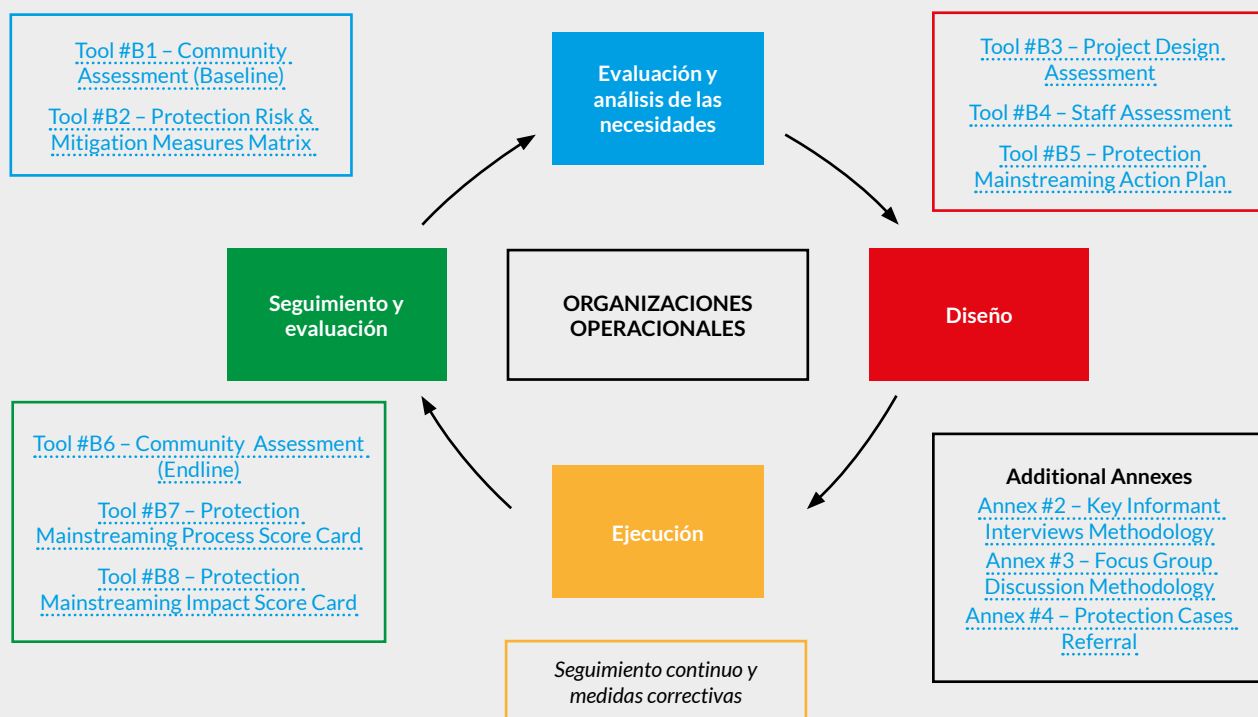 Tool #B1 – Community
Assessment (Baseline)
Tool #B2 – Protection Risk &
Mitigation Measures Matrix
Evaluación y
análisis de las
necesidades
Tool #B3 – Project Design
Assessment
Tool #B4 – Staff Assessment
Tool #B5 – Protection
Mainstreaming Action Plan
Seguimiento y
evaluación
ORGANIZACIONES
OPERACIONALES
Diseño
Tool #B6 – Community Assessment
(Endline)
Tool #B7 – Protection
Mainstreaming Process Score Card
Tool #B8 – Protection
Mainstreaming Impact Score Card
Ejecución
Additional Annexes
Annex #2 – Key Informant
Interviews Methodology
Annex #3 – Focus Group
Discussion Methodology
Annex #4 – Protection Cases
Referral
Seguimiento continuo y
medidas correctivas